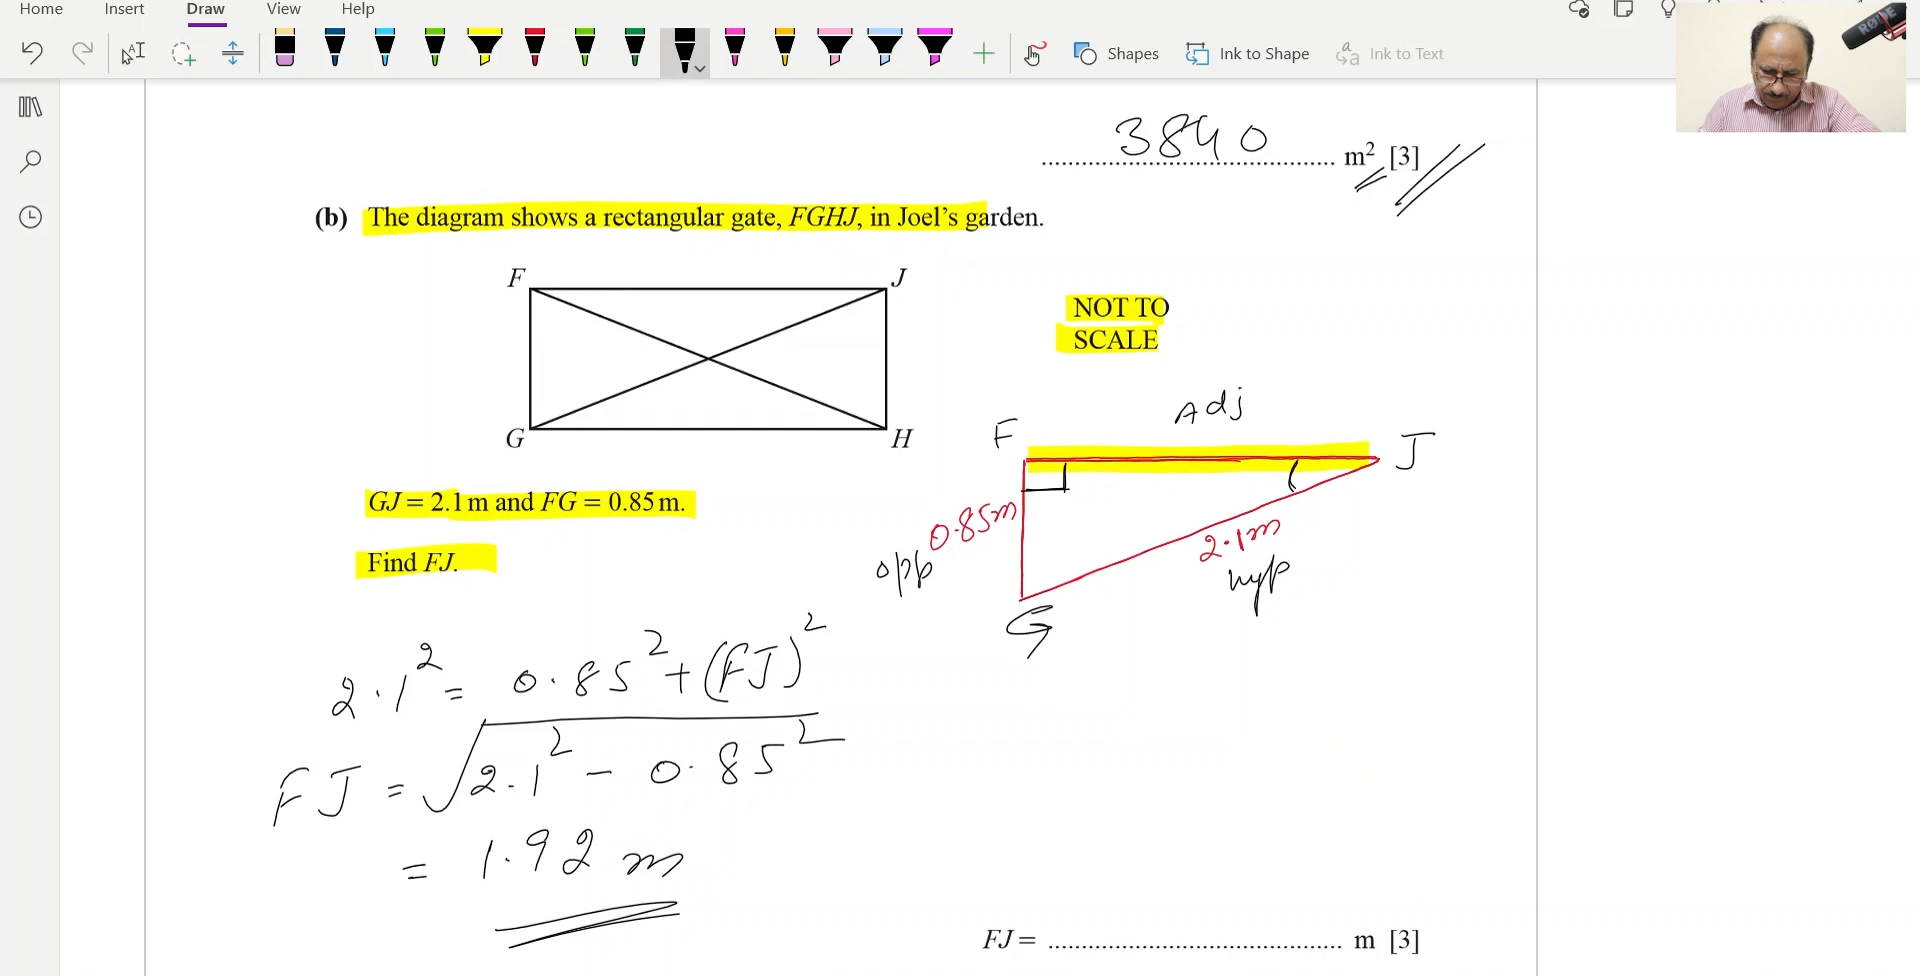 Home Insert Draw View Help
Shapes Ink to Shape Ink to Text
RØDE
3840
m² [3]
(b) The diagram shows a rectangular gate, FGHJ, in Joel’s garden.
F J
G H
NOT TO
SCALE
Adj
F J
0.85m
opp
2.1m
hyp
G
GJ = 2.1 m and FG = 0.85 m.
Find FJ.
2.1² = 0.85² + (FJ)²
FJ = √2.1² − 0.85²
= 1.92 m
FJ = ............................................ m [3]